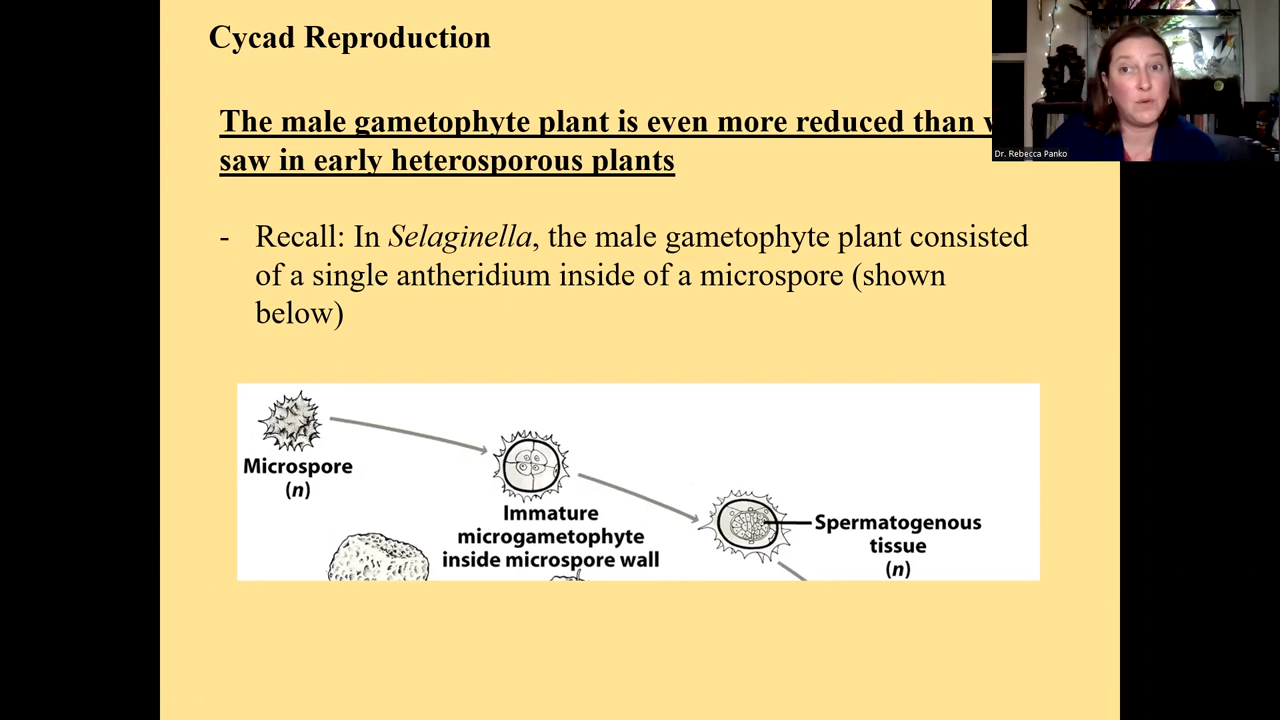 Cycad Reproduction
The male gametophyte plant is even more reduced than
saw in early heterosporous plants
Dr. Rebecca Panko
- Recall: In Selaginella, the male gametophyte plant consisted
of a single antheridium inside of a microspore (shown
below)
Microspore
(n)
Immature
microgametophyte
inside microspore wall
Spermatogenous
tissue
(n)